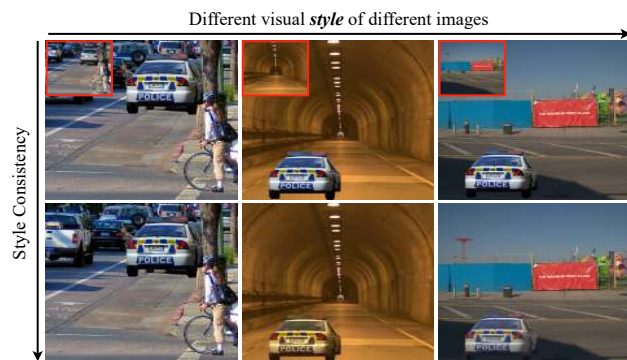 Different visual style of different images
Style Consistency
POLICE
POLICE
POLICE
POLICE
POLICE
POLICE